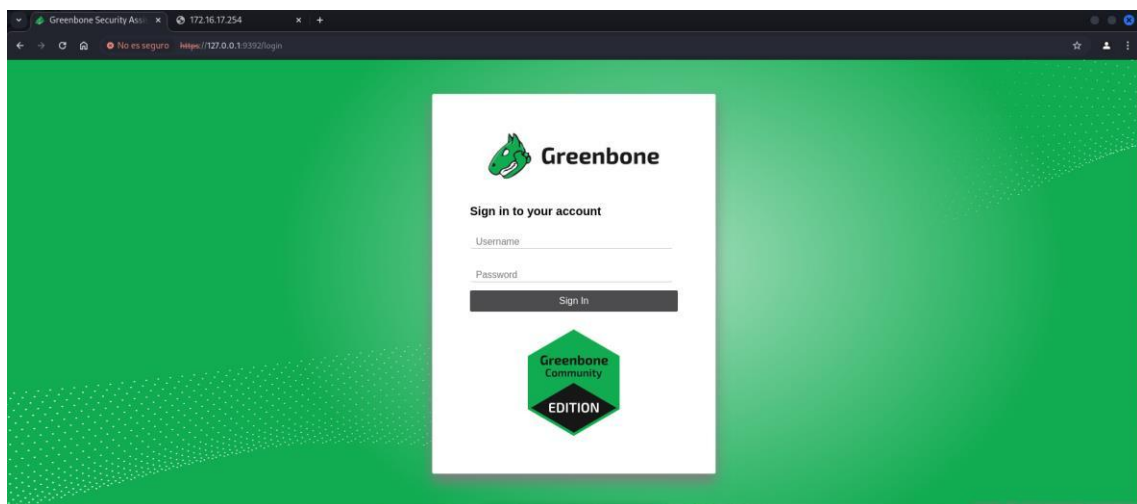 Greenbone Security Assi
172.16.17.254
No es seguro https://127.0.0.1:9392/login
Greenbone
Sign in to your account
Username
Password
Sign In
Greenbone
Community
EDITION